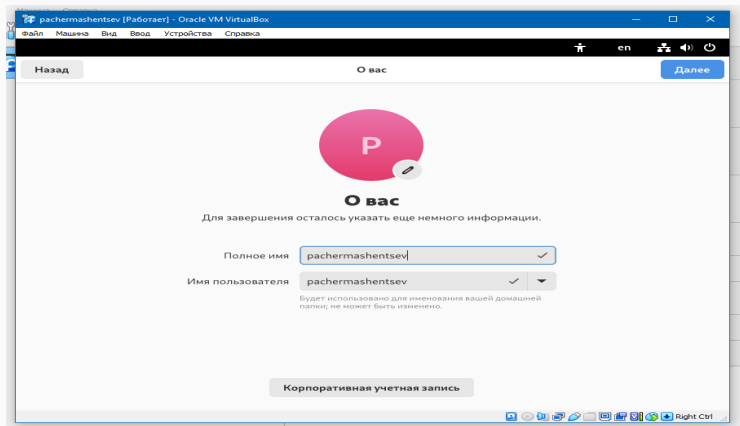 pachermashentsev [Работает] - Oracle VM VirtualBox
Файл Машина Вид Ввод Устройства Справка
en
Назад
О вас
Далее
P
О вас
Для завершения осталось указать еще немного информации.
Полное имя pachermashentsev
Имя пользователя pachermashentsev
Будет использовано для именования вашей домашней
папки; не может быть изменено.
Корпоративная учетная запись
Right Ctrl